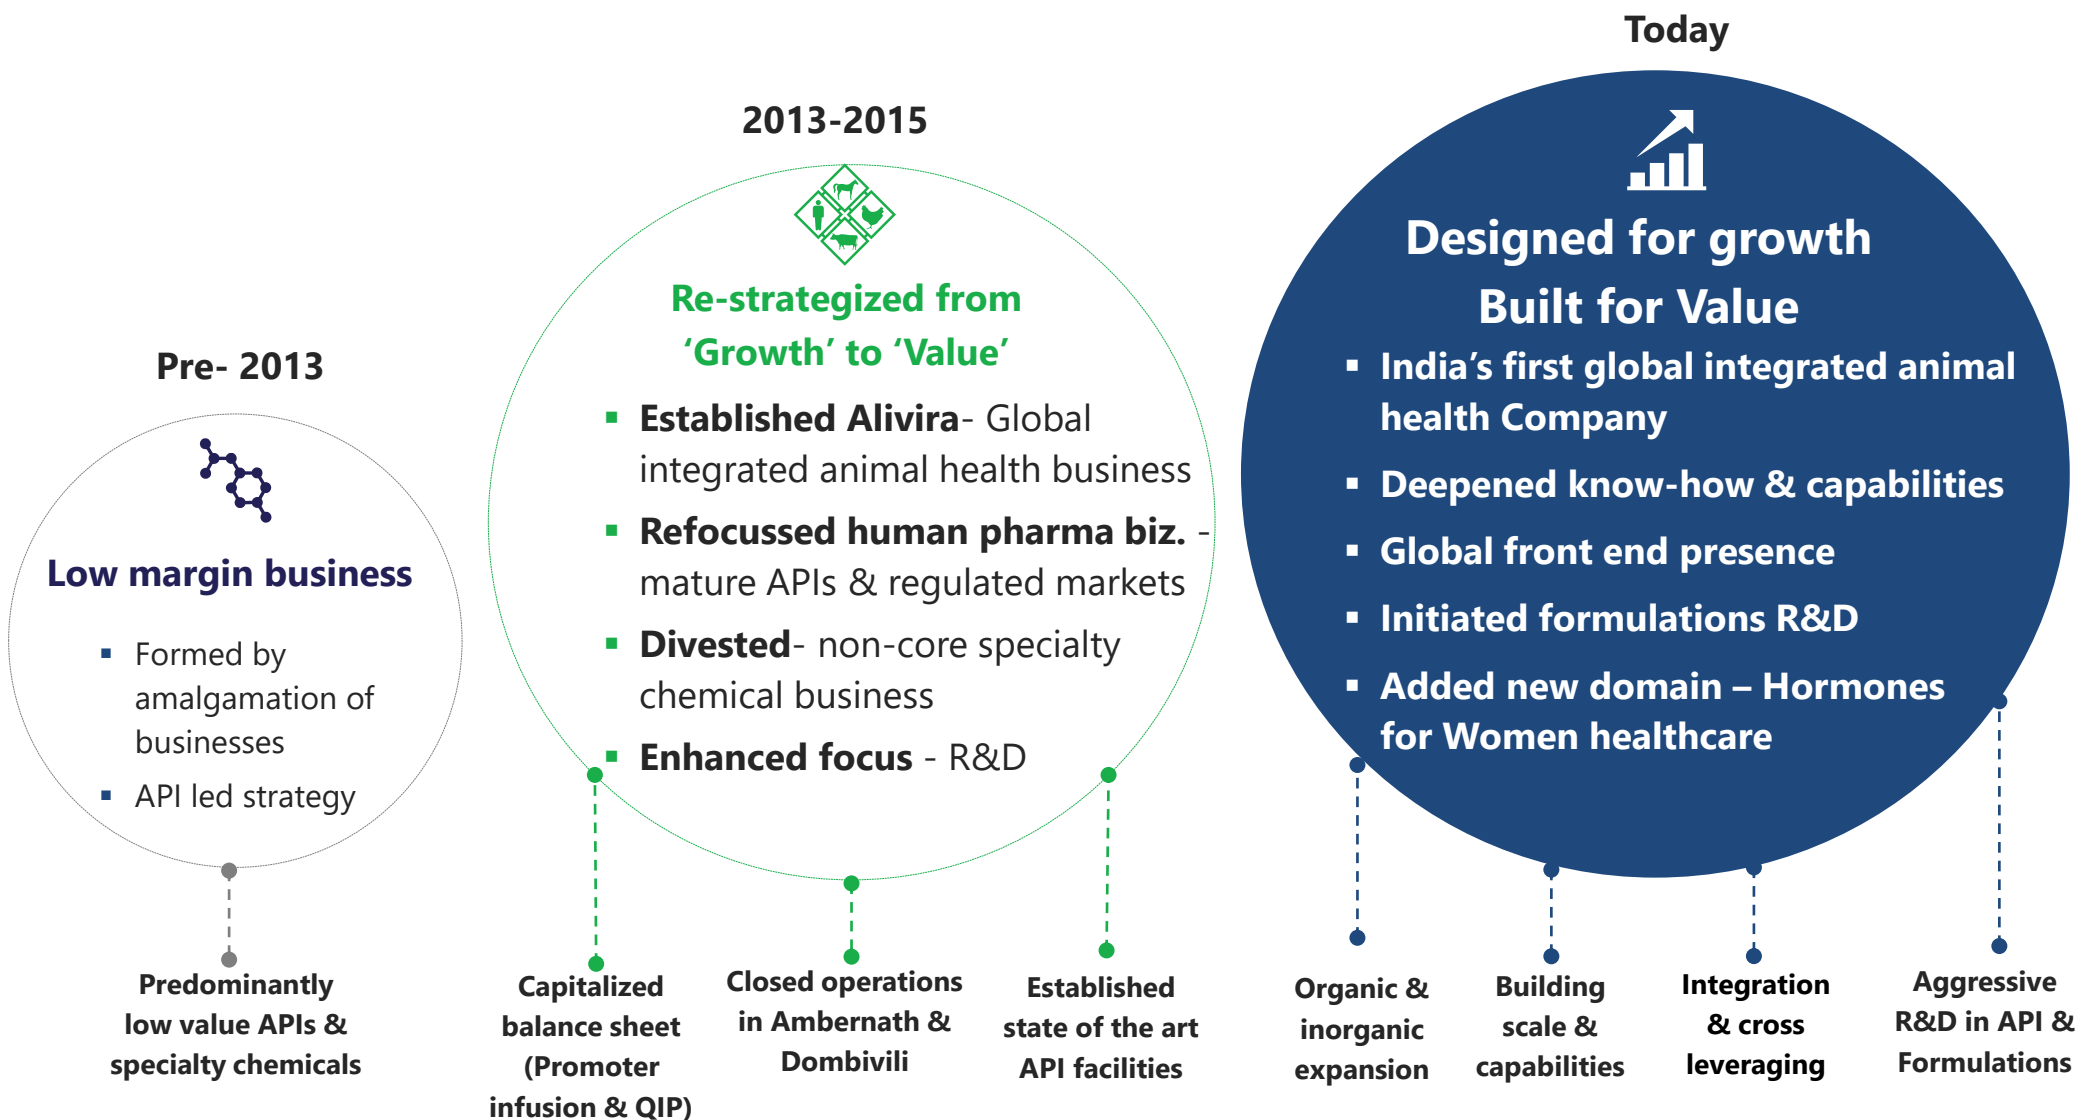 Pre- 2013
Low margin business
▪ Formed by
amalgamation of
businesses
▪ API led strategy
Predominantly
low value APIs &
specialty chemicals
2013-2015
Re-strategized from
‘Growth’ to ‘Value’
▪ Established Alivira- Global
integrated animal health business
▪ Refocussed human pharma biz. -
mature APIs & regulated markets
▪ Divested- non-core specialty
chemical business
▪ Enhanced focus - R&D
Capitalized
balance sheet
(Promoter
infusion & QIP)
Closed operations
in Ambernath &
Dombivili
Established
state of the art
API facilities
Today
Designed for growth
Built for Value
▪ India’s first global integrated animal
health Company
▪ Deepened know-how & capabilities
▪ Global front end presence
▪ Initiated formulations R&D
▪ Added new domain – Hormones
for Women healthcare
Organic &
inorganic
expansion
Building
scale &
capabilities
Integration
& cross
leveraging
Aggressive
R&D in API &
Formulations